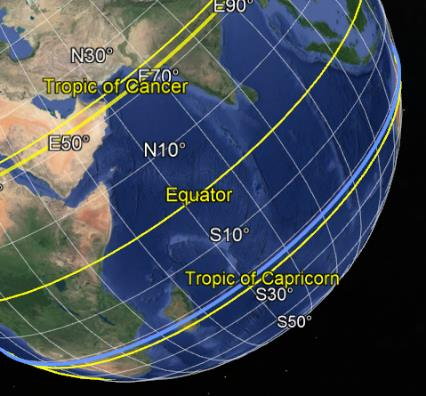 E90°
N30°
E70°
Tropic of Cancer
E50°
N10°
Equator
S10°
Tropic of Capricorn
S30°
S50°